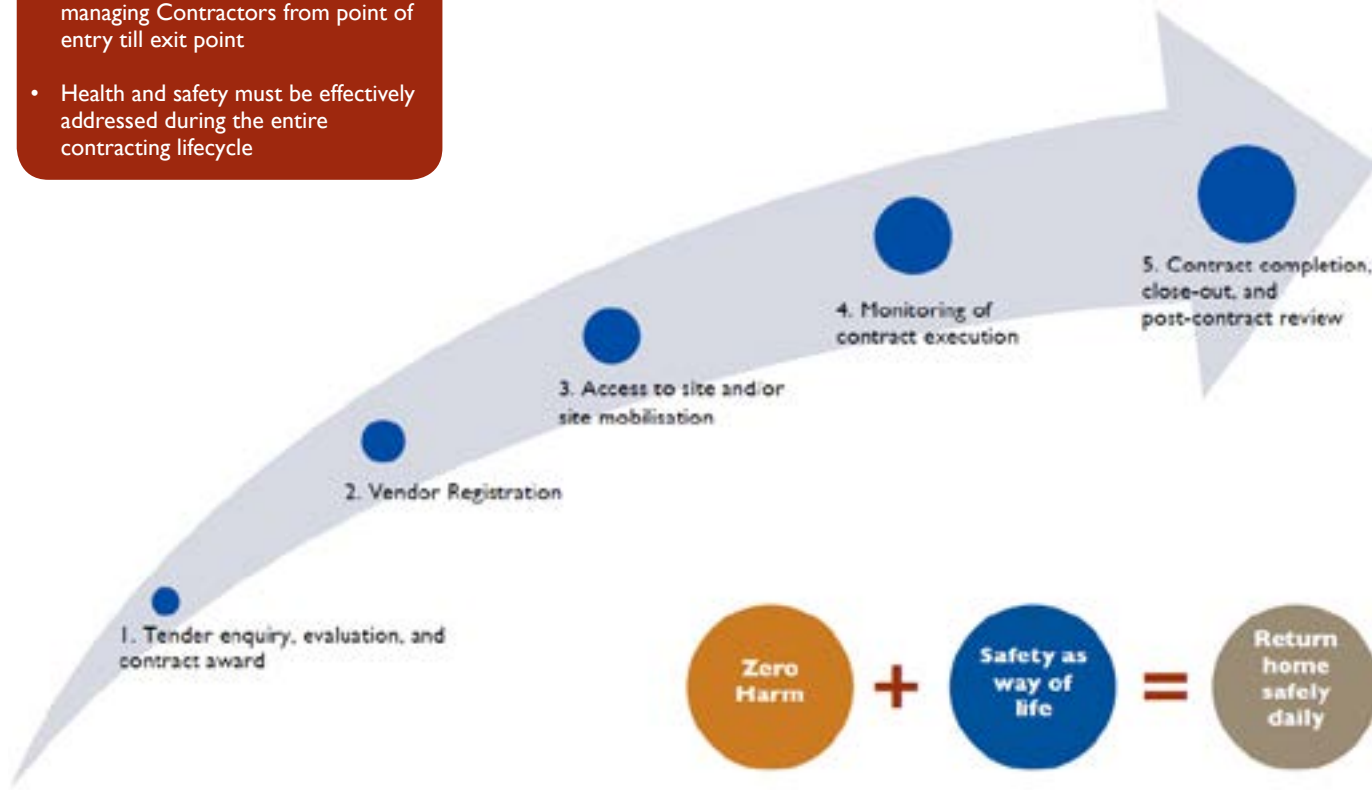 managing Contractors from point of
entry till exit point
• Health and safety must be effectively
addressed during the entire
contracting lifecycle
5. Contract completion,
close-out, and
post-contract review
4. Monitoring of
contract execution
3. Access to site and/or
site mobilisation
2. Vendor Registration
1. Tender enquiry, evaluation, and
contract award
Zero
Harm
+
Safety as
way of
life
=
Return
home
safely
daily